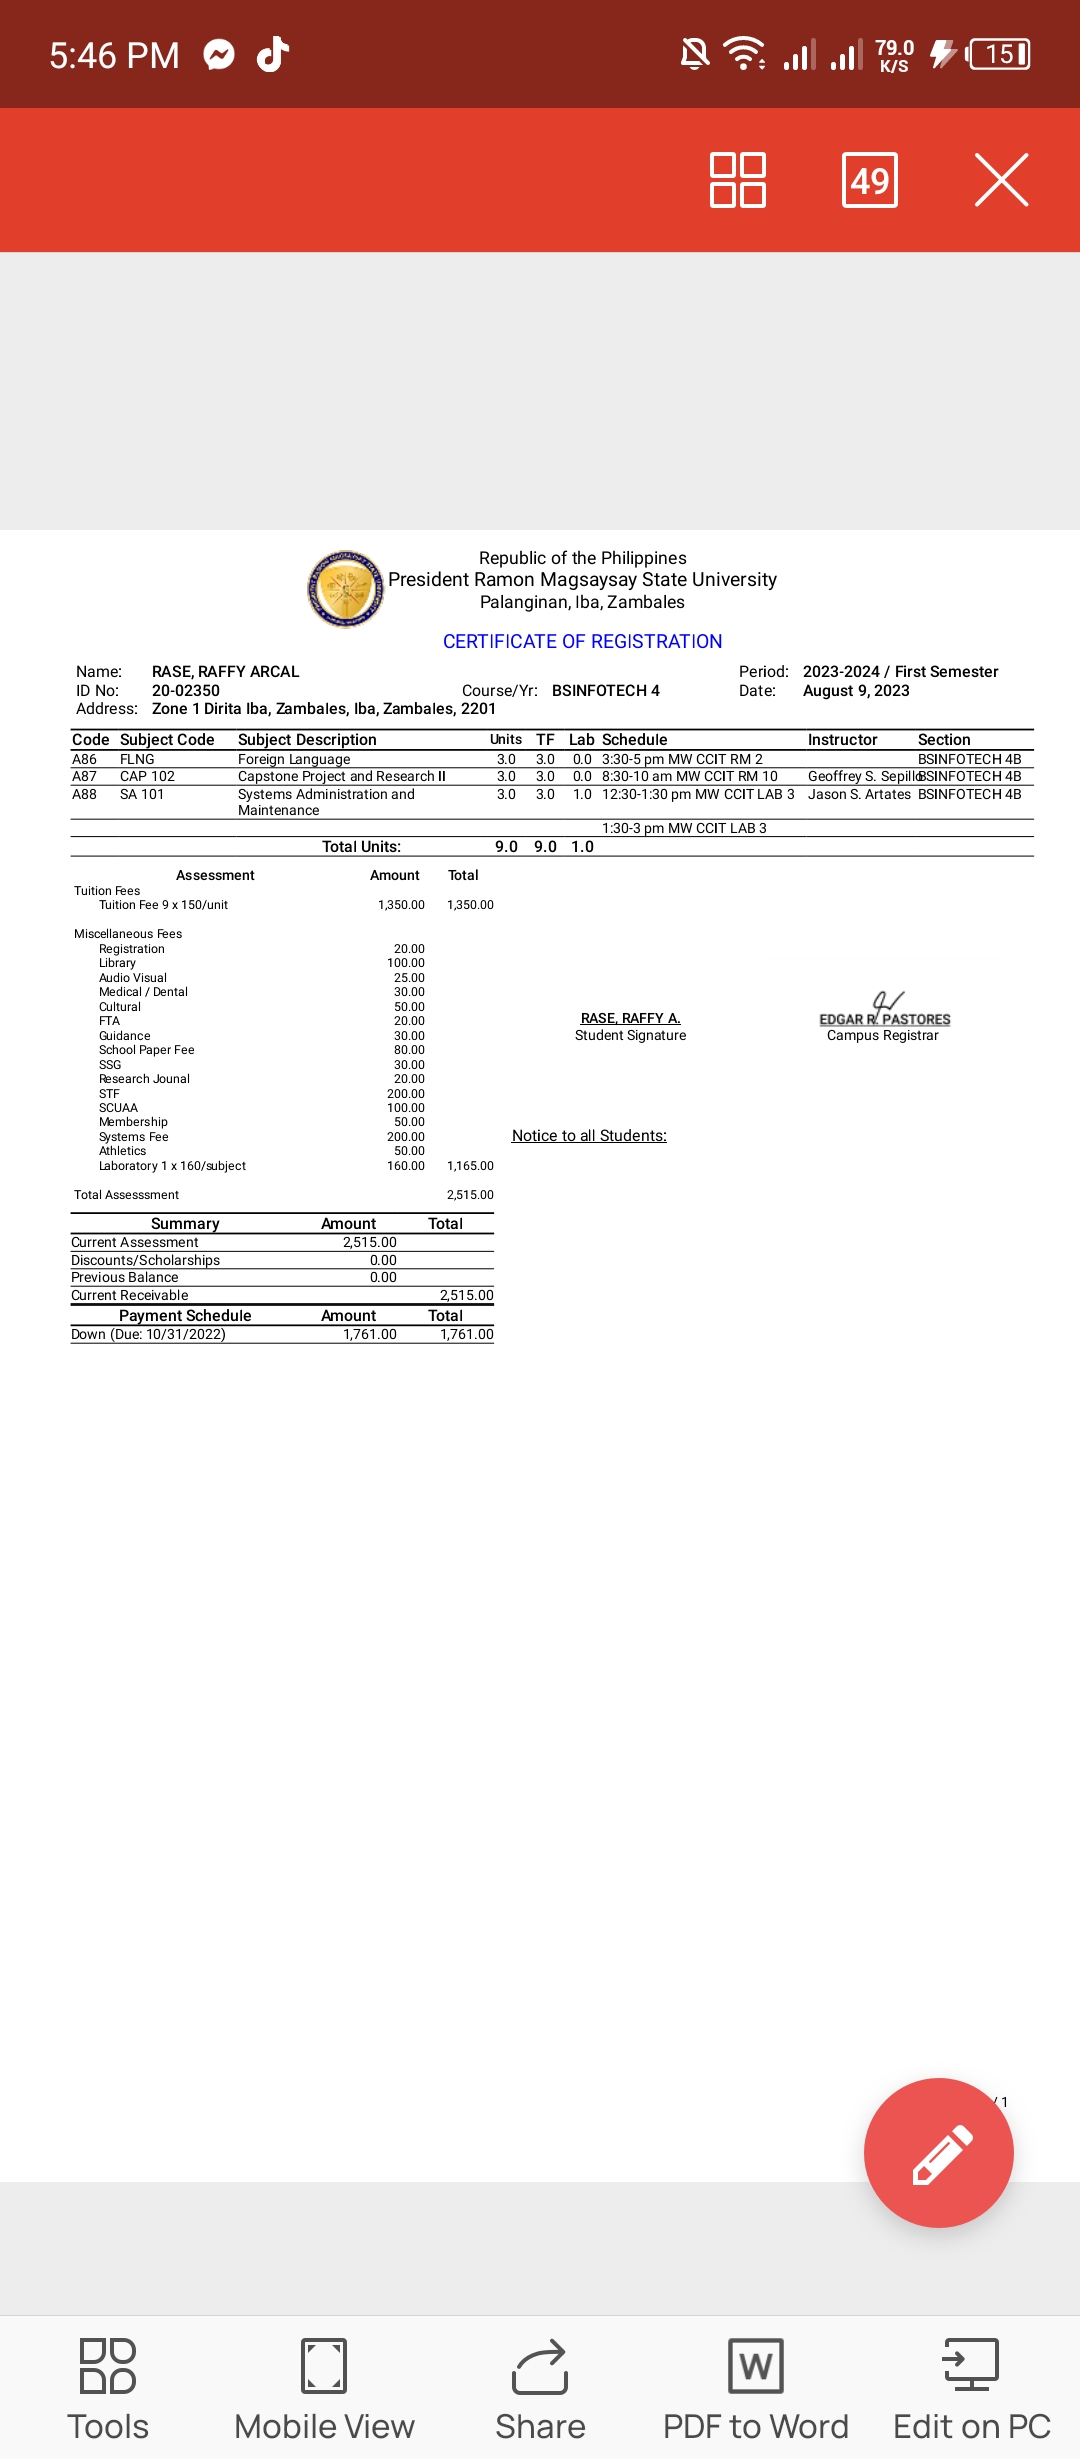 5:46 PM 79.0 K/S 15
49
Republic of the Philippines
President Ramon Magsaysay State University
Palanginan, Iba, Zambales
CERTIFICATE OF REGISTRATION
Name: RASE, RAFFY ARCAL Period: 2023-2024 / First Semester
ID No: 20-02350 Course/Yr: BSINFOTECH 4 Date: August 9, 2023
Address: Zone 1 Dirita Iba, Zambales, Iba, Zambales, 2201
Code Subject Code Subject Description Units TF Lab Schedule Instructor Section
A86 FLNG Foreign Language 3.0 3.0 0.0 3:30-5 pm MW CCIT RM 2 BSINFOTECH 4B
A87 CAP 102 Capstone Project and Research II 3.0 3.0 0.0 8:30-10 am MW CCIT RM 10 Geoffrey S. Sepillo BSINFOTECH 4B
A88 SA 101 Systems Administration and 3.0 3.0 1.0 12:30-1:30 pm MW CCIT LAB 3 Jason S. Artates BSINFOTECH 4B
Maintenance
1:30-3 pm MW CCIT LAB 3
Total Units: 9.0 9.0 1.0
Assessment Amount Total
Tuition Fees
Tuition Fee 9 x 150/unit 1,350.00 1,350.00
Miscellaneous Fees
Registration 20.00
Library 100.00
Audio Visual 25.00
Medical / Dental 30.00
Cultural 50.00
FTA 20.00
Guidance 30.00
School Paper Fee 80.00
SSG 30.00
Research Jounal 20.00
STF 200.00
SCUAA 100.00
Membership 50.00
Systems Fee 200.00
Athletics 50.00
Laboratory 1 x 160/subject 160.00 1,165.00
Total Assesssment 2,515.00
RASE, RAFFY A. EDGAR R. PASTORES
Student Signature Campus Registrar
Notice to all Students:
Summary Amount Total
Current Assessment 2,515.00
Discounts/Scholarships 0.00
Previous Balance 0.00
Current Receivable 2,515.00
Payment Schedule Amount Total
Down (Due: 10/31/2022) 1,761.00 1,761.00
/ 1
Tools Mobile View Share PDF to Word Edit on PC